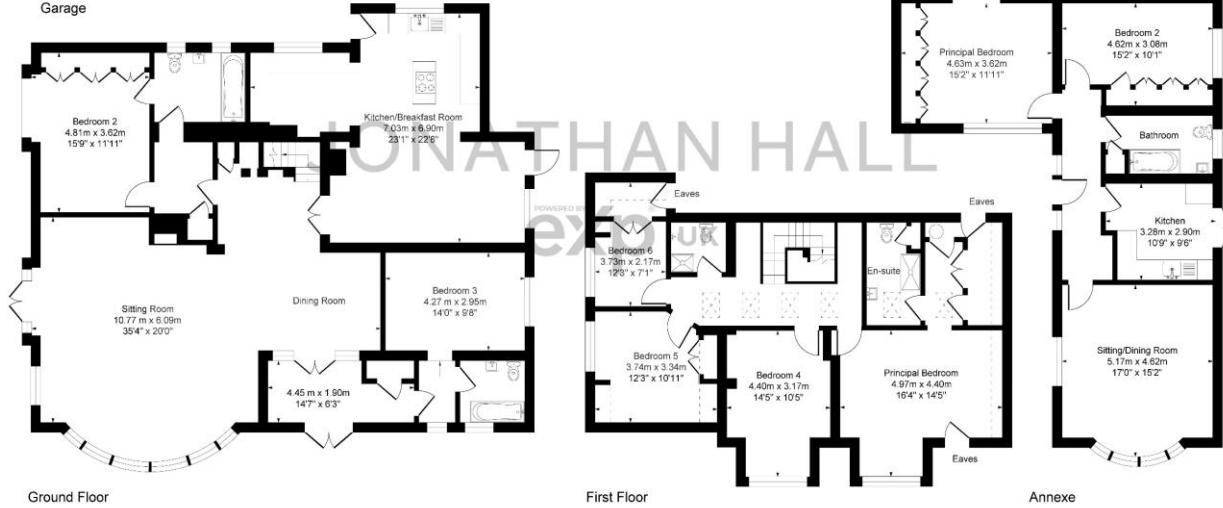 Garage
Bedroom 2
4.81m x 3.62m
15'9" x 11'11"
Kitchen/Breakfast Room
7.03m x 6.90m
23'1" x 22'6"
Sitting Room
10.77 m x 6.09m
35'4" x 20'0"
Dining Room
Bedroom 3
4.27 m x 2.95m
14'0" x 9'8"
4.45 m x 1.90m
14'7" x 6'3"
Ground Floor
JONATHAN HALL
POWERED BY
exp UK
Eaves
Bedroom 6
3.73m x 2.17m
12'3" x 7'1"
En-suite
Eaves
Bedroom 5
3.74m x 3.34m
12'3" x 10'11"
Bedroom 4
4.40m x 3.17m
14'5" x 10'5"
Principal Bedroom
4.97m x 4.40m
16'4" x 14'5"
Eaves
First Floor
Principal Bedroom
4.63m x 3.62m
15'2" x 11'11"
Bedroom 2
4.62m x 3.08m
15'2" x 10'1"
Bathroom
Kitchen
3.28m x 2.90m
10'9" x 9'6"
Sitting/Dining Room
5.17m x 4.62m
17'0" x 15'2"
Annexe